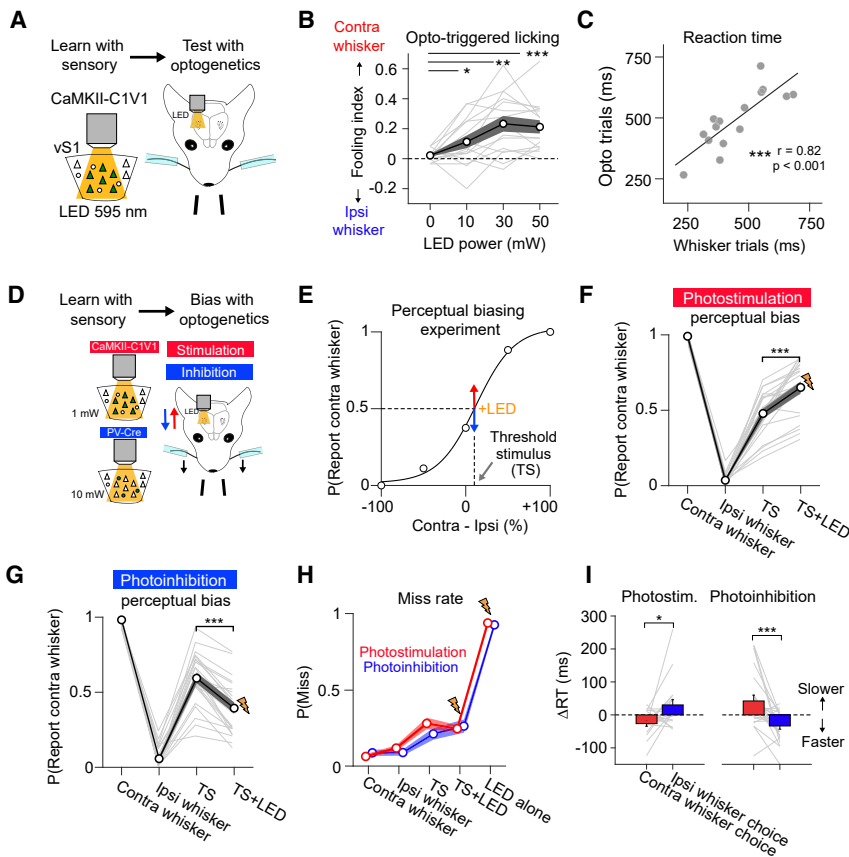 A
Learn with
sensory
Test with
optogenetics
CaMKII-C1V1
LED
vS1
LED 595 nm
B
Contra
whisker
Opto-triggered licking
***
**
*
Fooling index
0.6
0.4
0.2
0
-0.2
Ipsi
whisker
0 10 30 50
LED power (mW)
C
Reaction time
Opto trials (ms)
750
500
250
*** r = 0.82
p < 0.001
250 500 750
Whisker trials (ms)
D
Learn with
sensory
Bias with
optogenetics
CaMKII-C1V1
Stimulation
Inhibition
LED
1 mW
PV-Cre
10 mW
E
Perceptual biasing
experiment
P(Report contra whisker)
1
0.5
0
+LED
Threshold
stimulus
(TS)
-100 0 +100
Contra - Ipsi (%)
F
Photostimulation
perceptual bias
P(Report contra whisker)
1
0.5
0
***
Contra whisker
Ipsi whisker
TS
TS+LED
G
Photoinhibition
perceptual bias
P(Report contra whisker)
1
0.5
0
***
Contra whisker
Ipsi whisker
TS
TS+LED
H
Miss rate
P(Miss)
1
0.5
0
Photostimulation
Photoinhibition
Contra whisker
Ipsi whisker
TS
TS+LED
LED alone
I
Photostim. Photoinhibition
ΔRT (ms)
300
200
100
0
-100
*
***
Slower
Faster
Ipsi whisker choice
Contra whisker choice